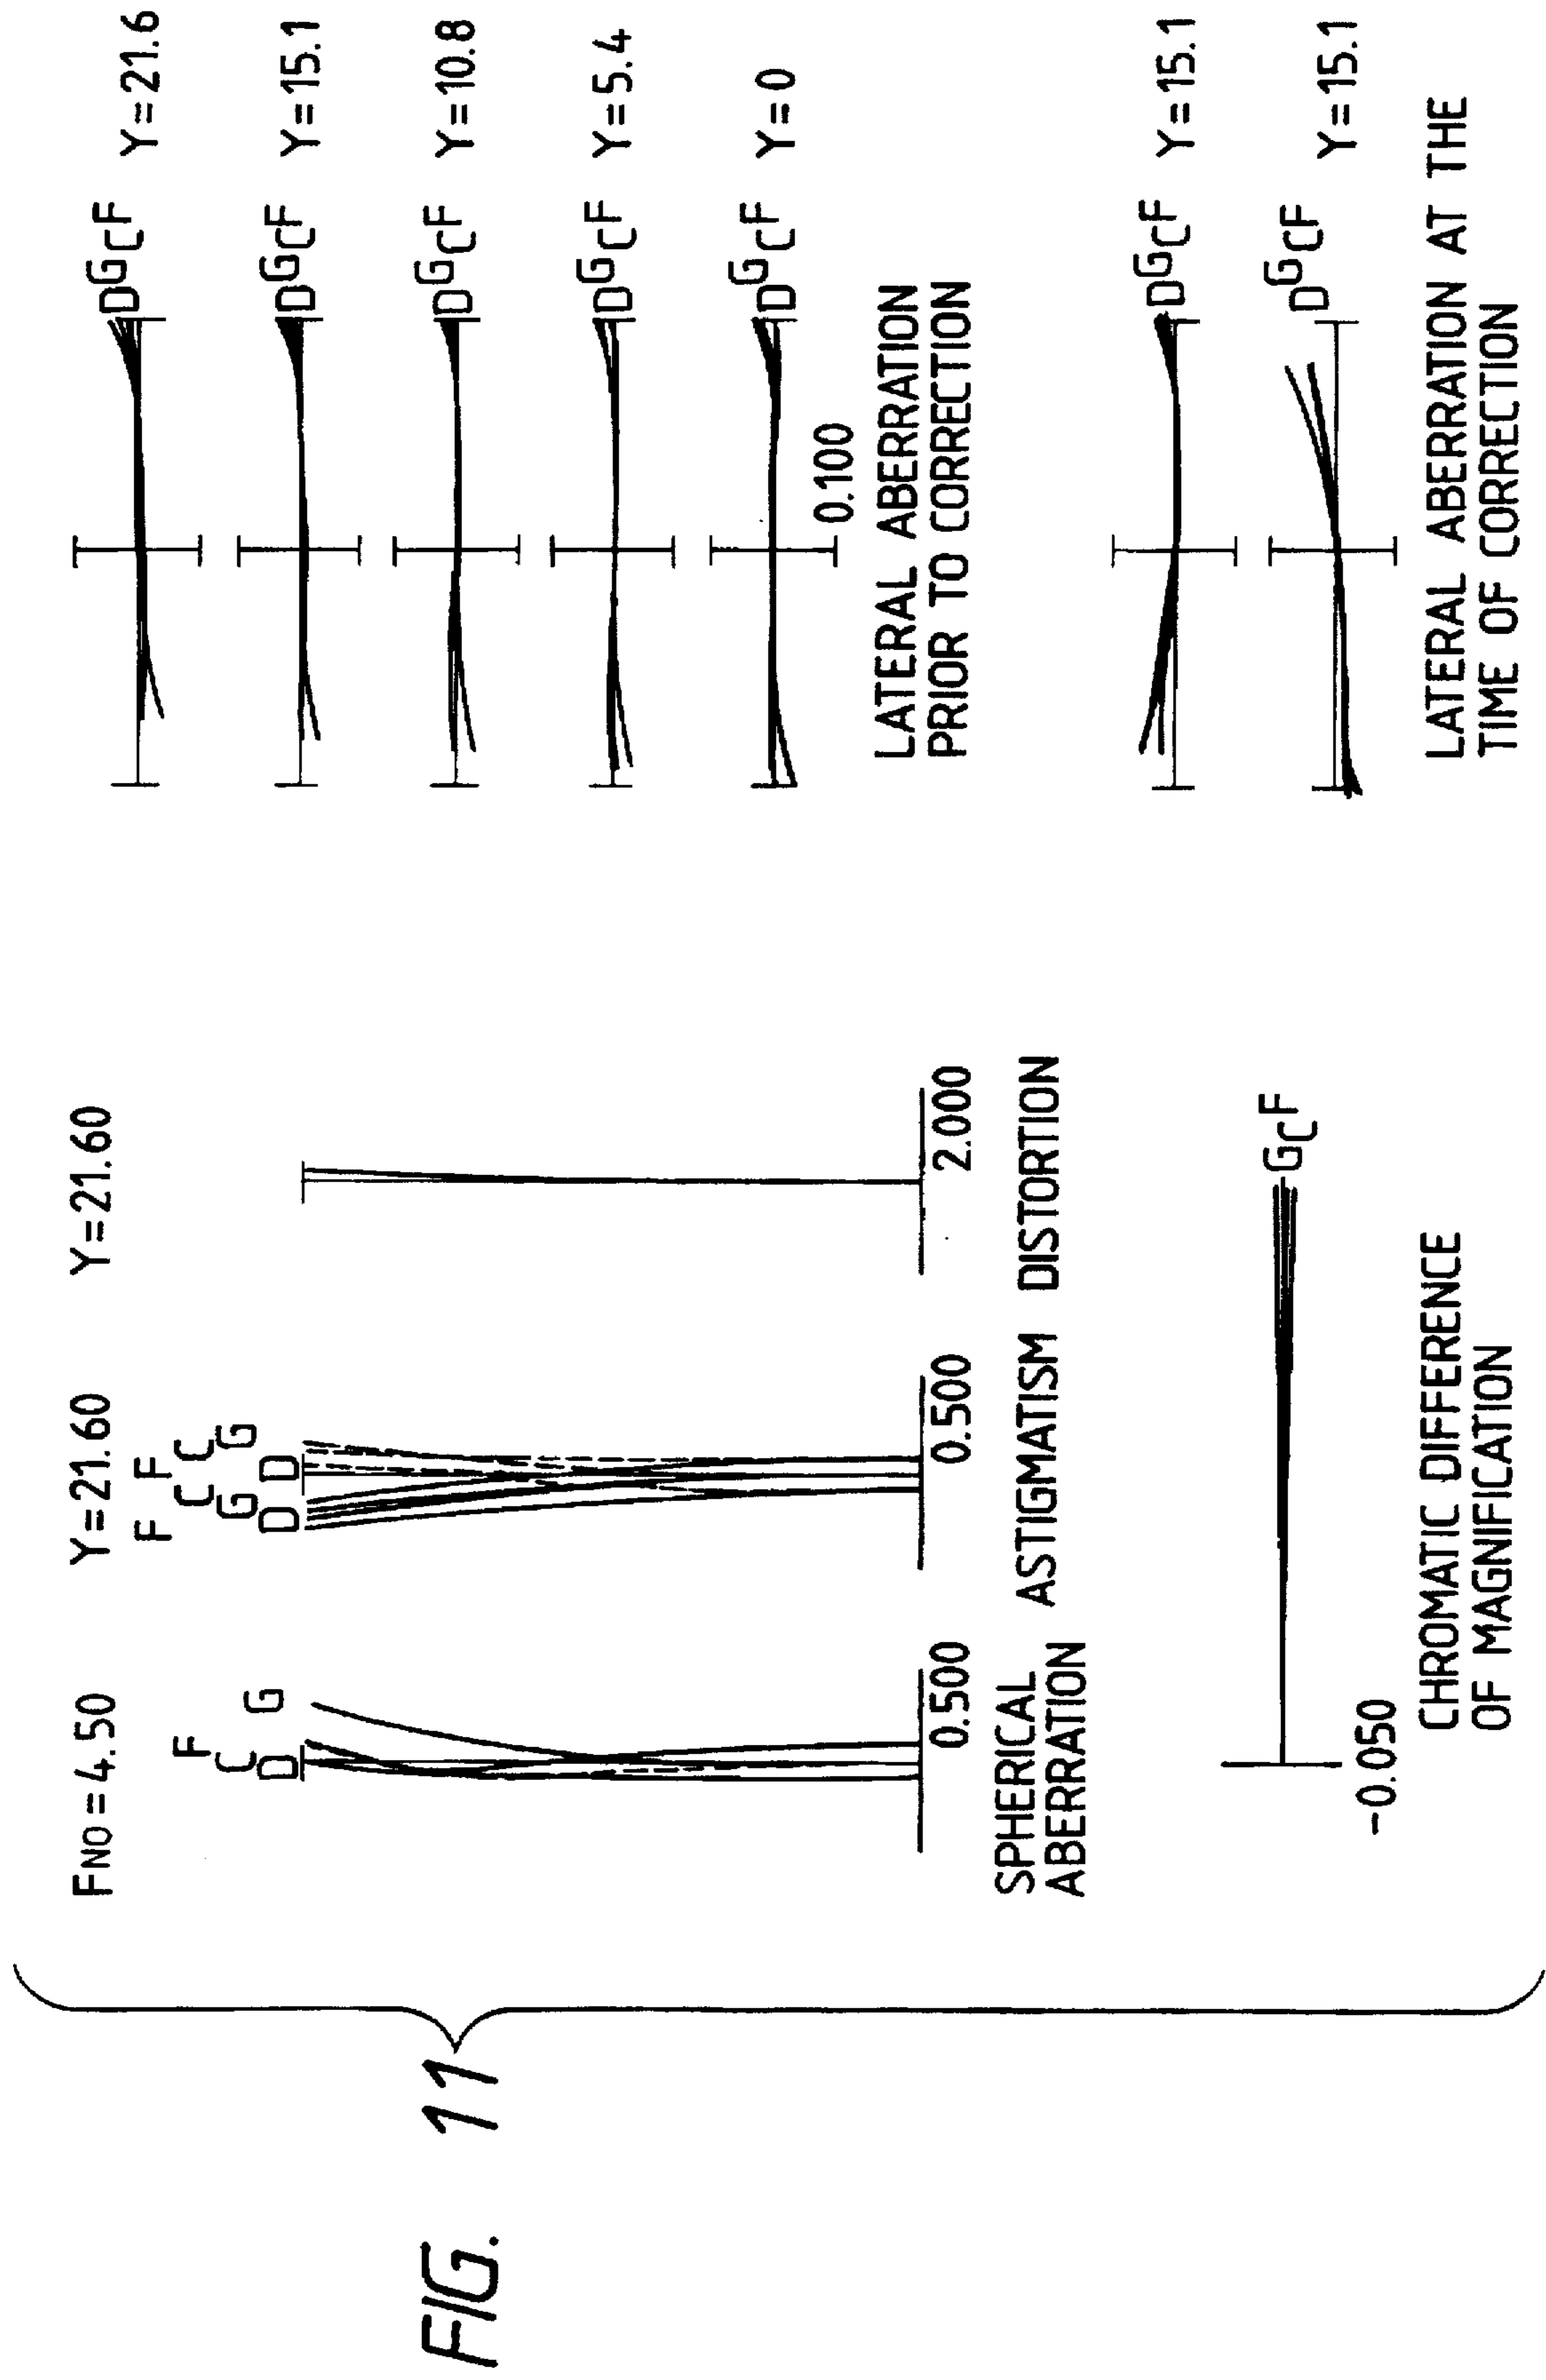 FIG. 11
FNO=4.50
F
C
D
G
0.500
SPHERICAL
ABERRATION
Y=21.60
F
C
G
D
F
C
G
D
0.500
ASTIGMATISM
Y=21.60
2.000
DISTORTION
-0.050
GCF
CHROMATIC DIFFERENCE
OF MAGNIFICATION
DGCF Y=21.6
DGCF Y=15.1
DGCF Y=10.8
DGCF Y=5.4
DGCF Y=0
0.100
LATERAL ABERRATION
PRIOR TO CORRECTION
DGCF Y=15.1
DGCF Y=15.1
LATERAL ABERRATION AT THE
TIME OF CORRECTION